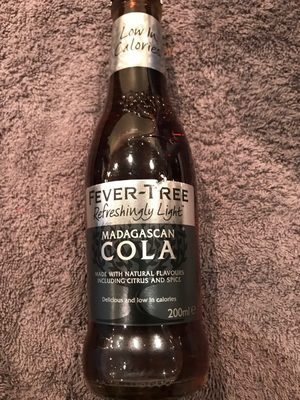 Low In
Calories
FEVER-TREE
Refreshingly Light
MADAGASCAN
COLA
MADE WITH NATURAL FLAVOURS
INCLUDING CITRUS AND SPICE
Delicious and low in calories
200ml e